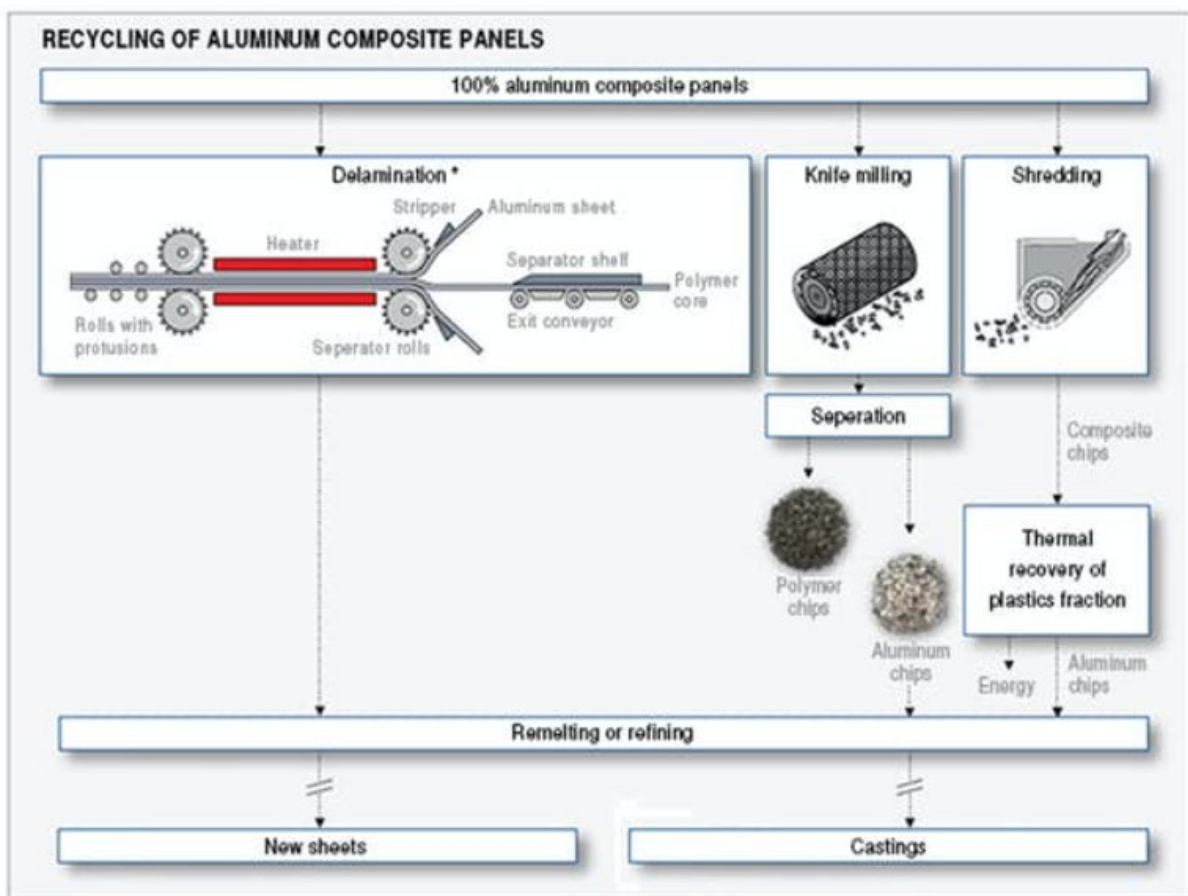 RECYCLING OF ALUMINUM COMPOSITE PANELS
100% aluminum composite panels
Delamination *
Stripper
Aluminum sheet
Heater
Separator shelf
Polymer
core
Rolls with
protusions
Seperator rolls
Exit conveyor
Knife milling
Shredding
Seperation
Composite
chips
Polymer
chips
Aluminum
chips
Thermal
recovery of
plastics fraction
Energy
Aluminum
chips
Remelting or refining
New sheets
Castings